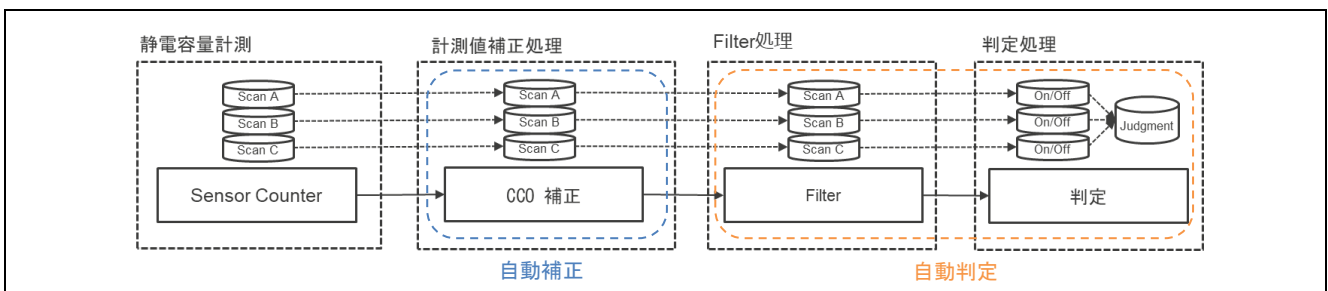 静電容量計測
計測値補正処理
Filter処理
判定処理
Scan A
Scan A
Scan A
On/Off
Scan B
Scan B
Scan B
On/Off
Judgment
Scan C
Scan C
Scan C
On/Off
Sensor Counter
CCO 補正
Filter
判定
自動補正
自動判定